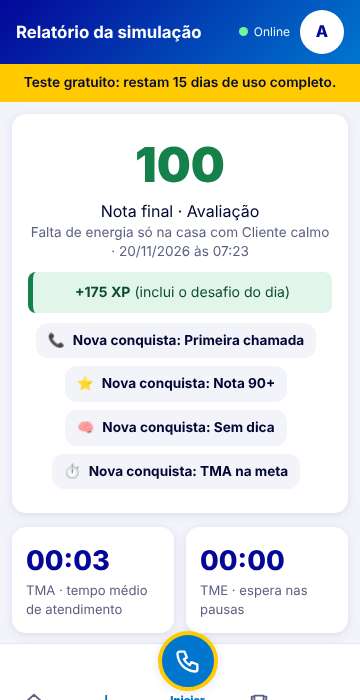 Relatório da simulação
Online
A
Teste gratuito: restam 15 dias de uso completo.
100
Nota final · Avaliação
Falta de energia só na casa com Cliente calmo
· 20/11/2026 às 07:23
+175 XP (inclui o desafio do dia)
Nova conquista: Primeira chamada
Nova conquista: Nota 90+
Nova conquista: Sem dica
Nova conquista: TMA na meta
00:03
TMA · tempo médio
de atendimento
00:00
TME · espera nas
pausas
Iniciar